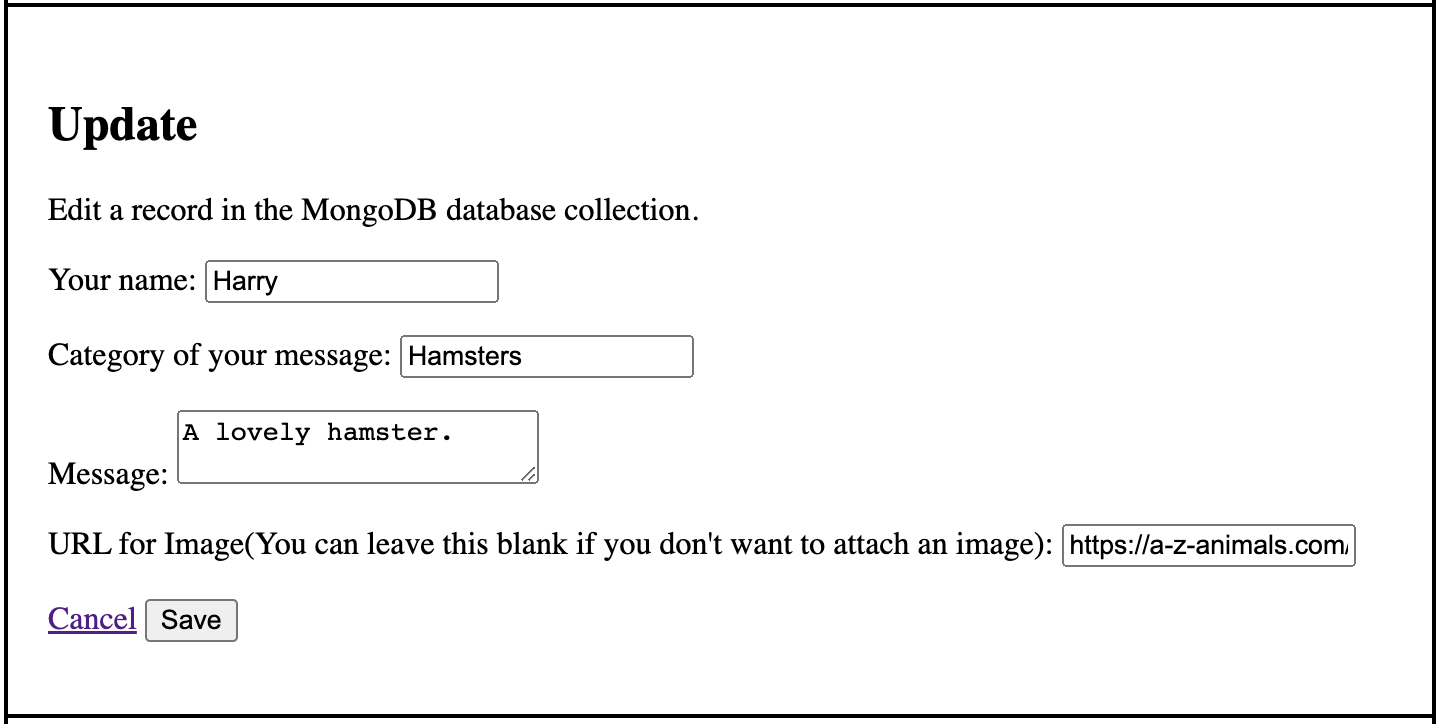 Update
Edit a record in the MongoDB database collection.
Your name: Harry
Category of your message: Hamsters
Message: A lovely hamster.
URL for Image(You can leave this blank if you don't want to attach an image): https://a-z-animals.com/
Cancel Save